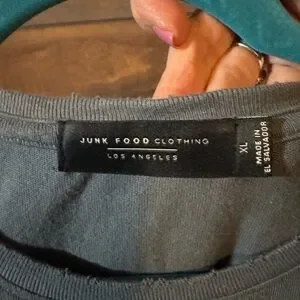 JUNK FOOD CLOTHING
LOS ANGELES
XL
MADE IN
EL SALVADOR